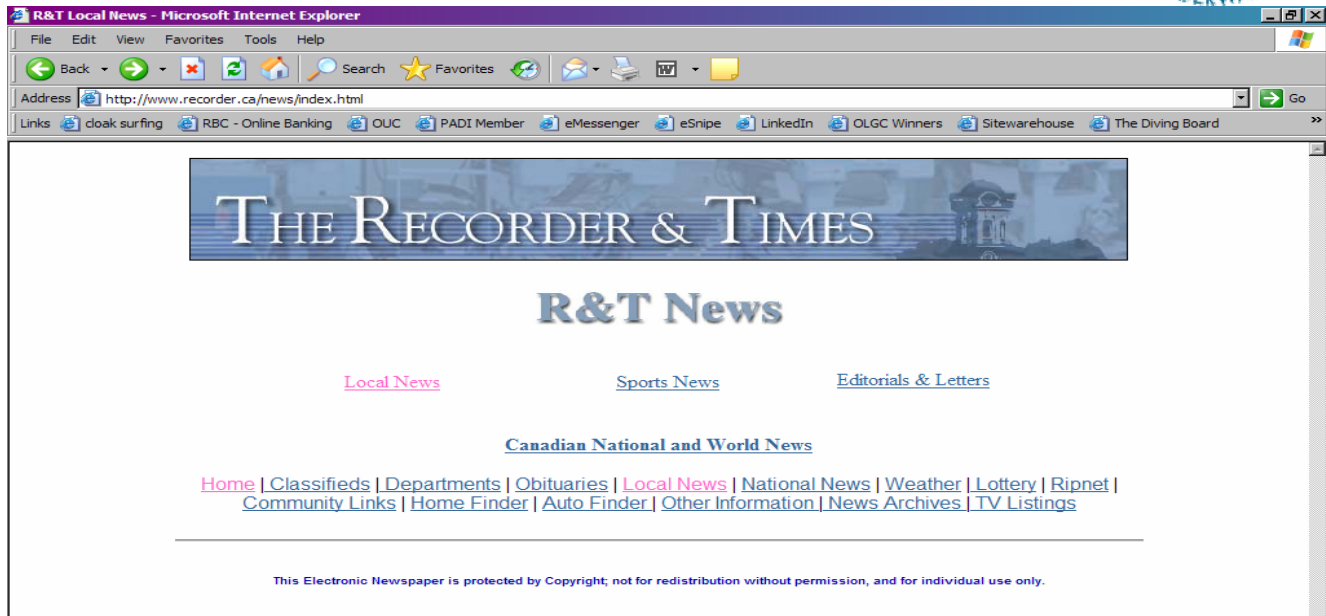 R&T Local News - Microsoft Internet Explorer
File Edit View Favorites Tools Help
Back Search Favorites
Address http://www.recorder.ca/news/index.html Go
Links cloak surfing RBC - Online Banking OUC PADI Member eMessenger eSnipe LinkedIn OLGC Winners Sitewarehouse The Diving Board »
THE RECORDER & TIMES
R&T News
Local News Sports News Editorials & Letters
Canadian National and World News
Home | Classifieds | Departments | Obituaries | Local News | National News | Weather | Lottery | Ripnet |
Community Links | Home Finder | Auto Finder | Other Information | News Archives | TV Listings
This Electronic Newspaper is protected by Copyright; not for redistribution without permission, and for individual use only.